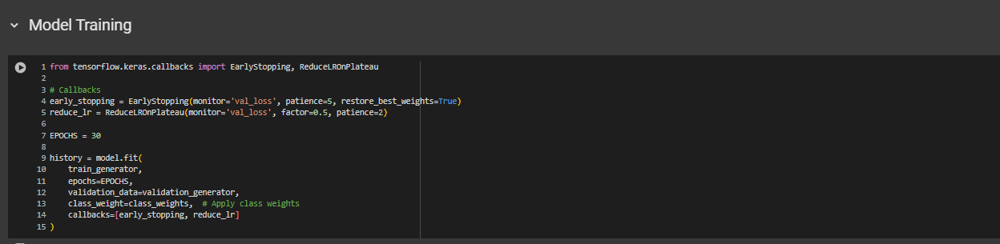 Model Training
1 from tensorflow.keras.callbacks import EarlyStopping, ReduceLROnPlateau
2
3 # Callbacks
4 early_stopping = EarlyStopping(monitor='val_loss', patience=5, restore_best_weights=True)
5 reduce_lr = ReduceLROnPlateau(monitor='val_loss', factor=0.5, patience=2)
6
7 EPOCHS = 30
8
9 history = model.fit(
10     train_generator,
11     epochs=EPOCHS,
12     validation_data=validation_generator,
13     class_weight=class_weights,  # Apply class weights
14     callbacks=[early_stopping, reduce_lr]
15 )